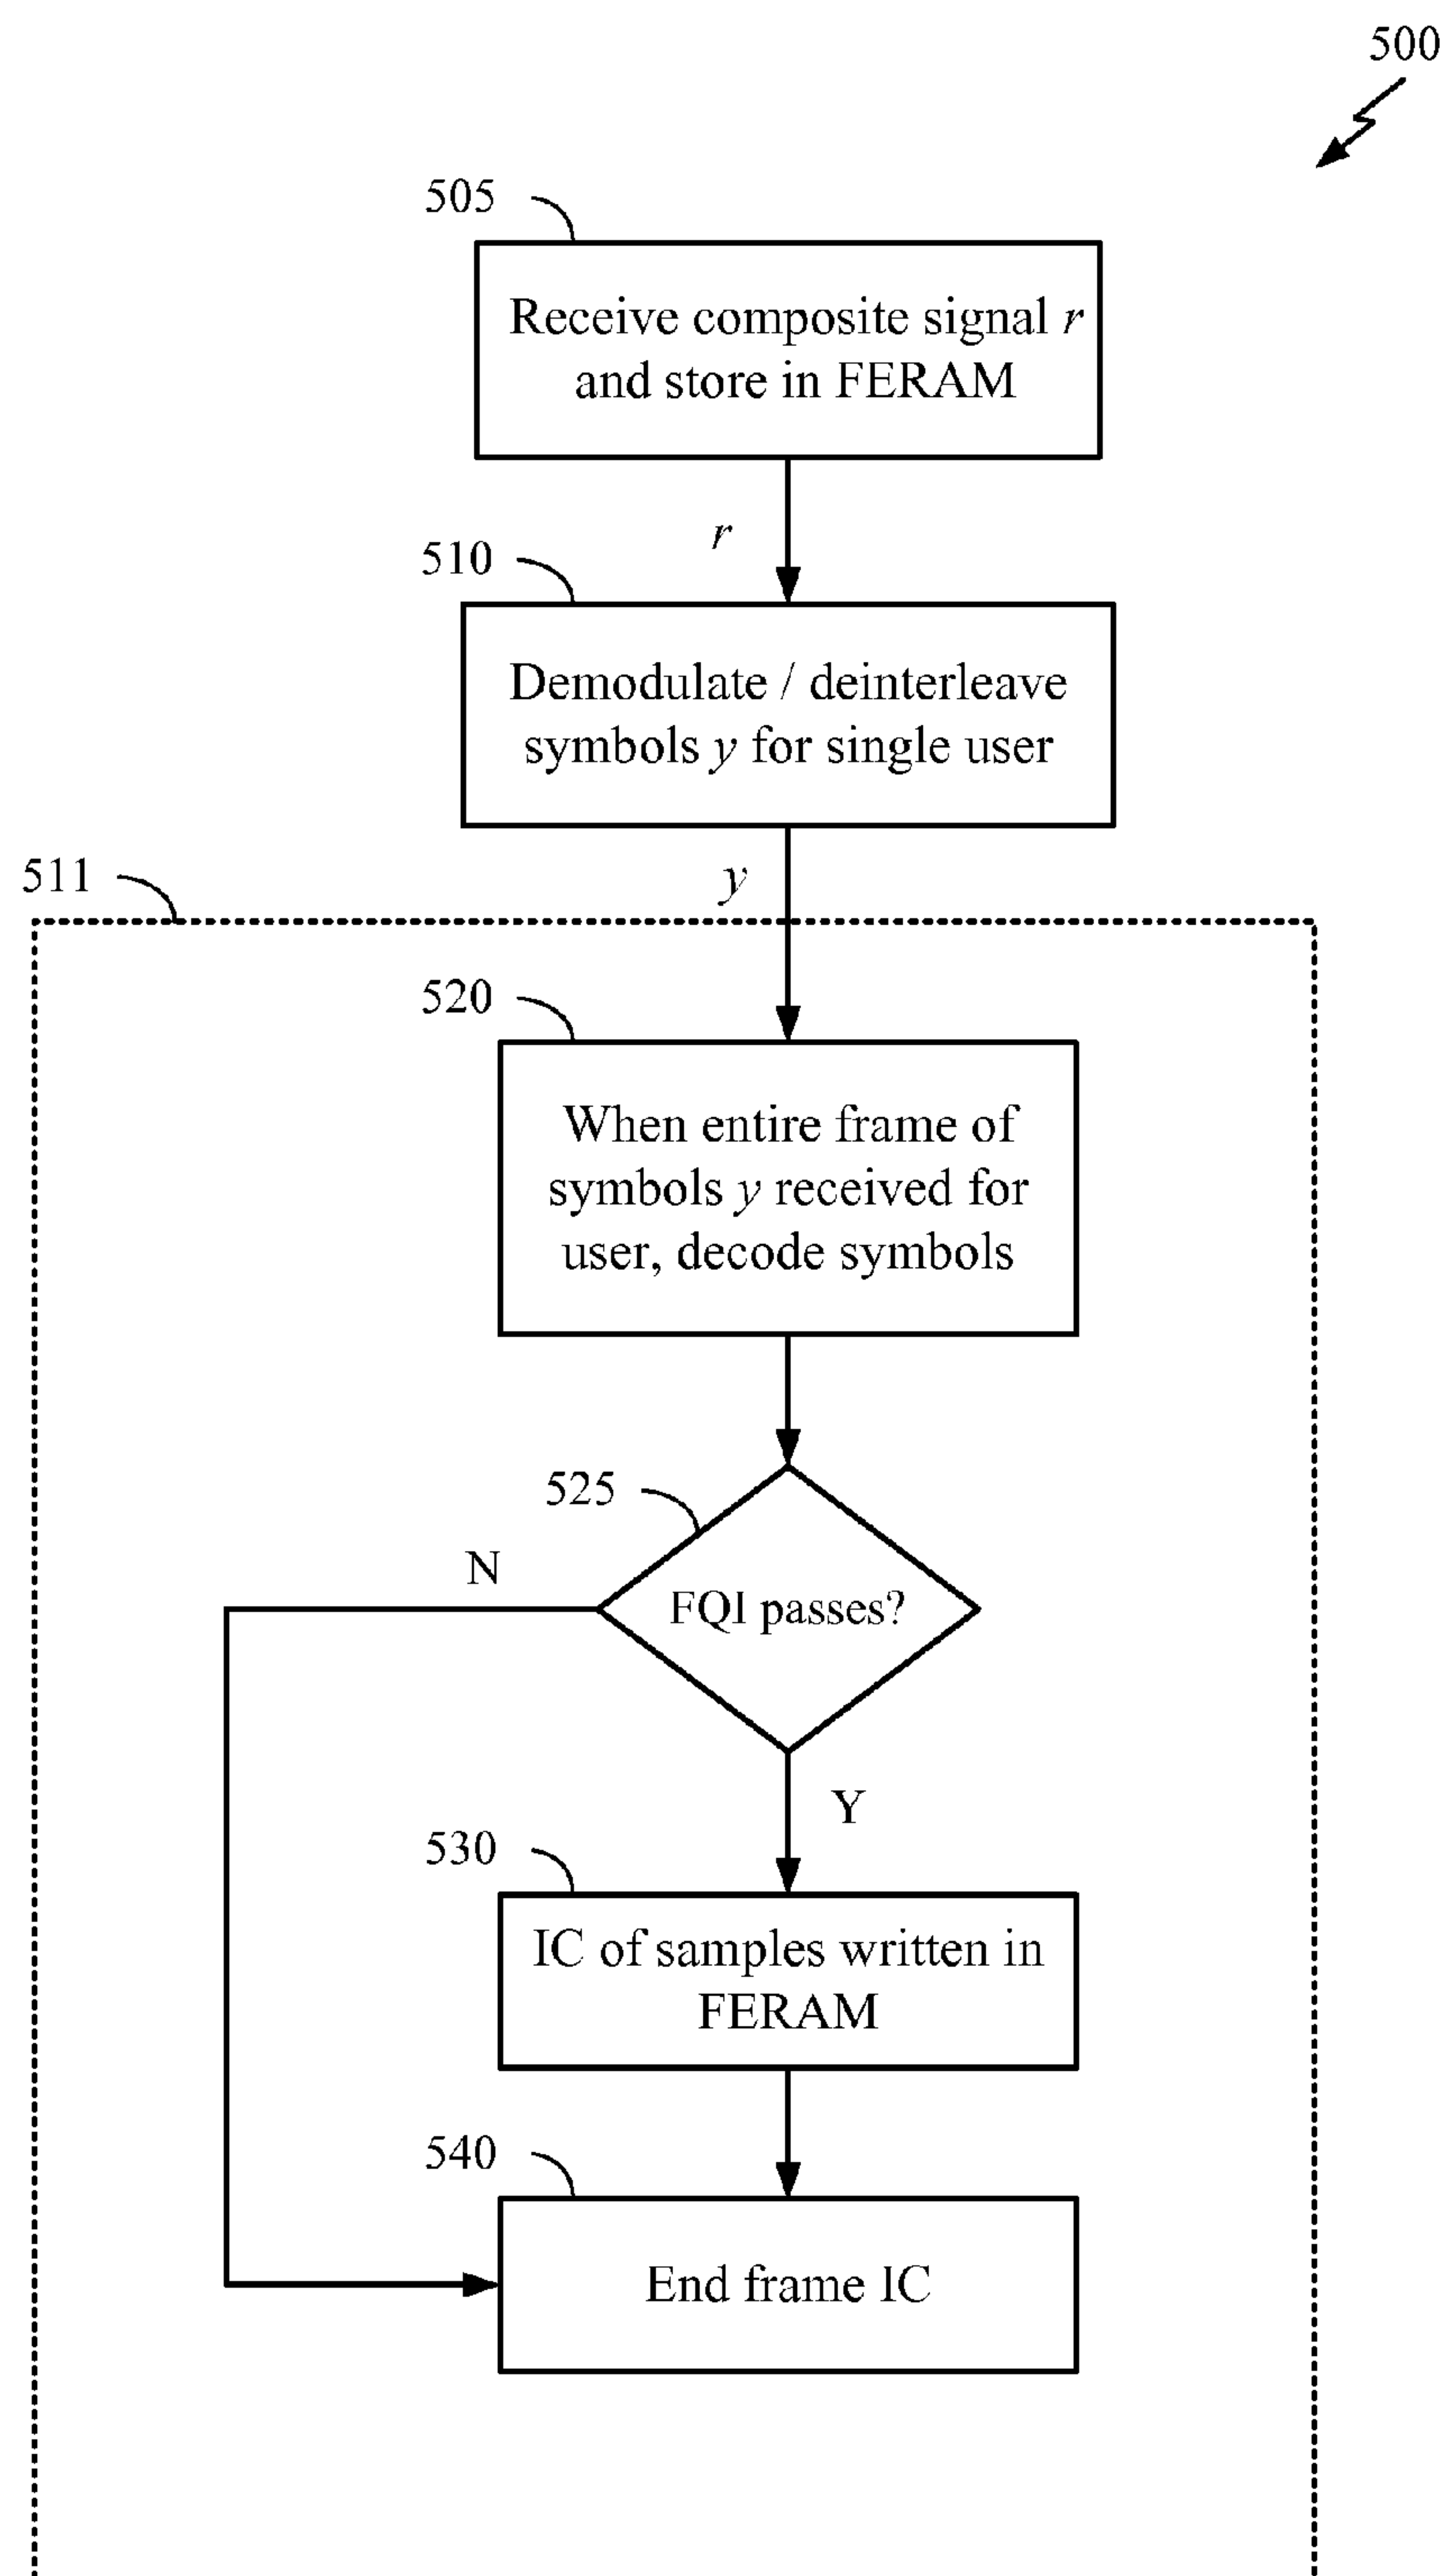 500
505
Receive composite signal r
and store in FERAM
r
510
Demodulate / deinterleave
symbols y for single user
511
y
520
When entire frame of
symbols y received for
user, decode symbols
525
N
FQI passes?
Y
530
IC of samples written in
FERAM
540
End frame IC